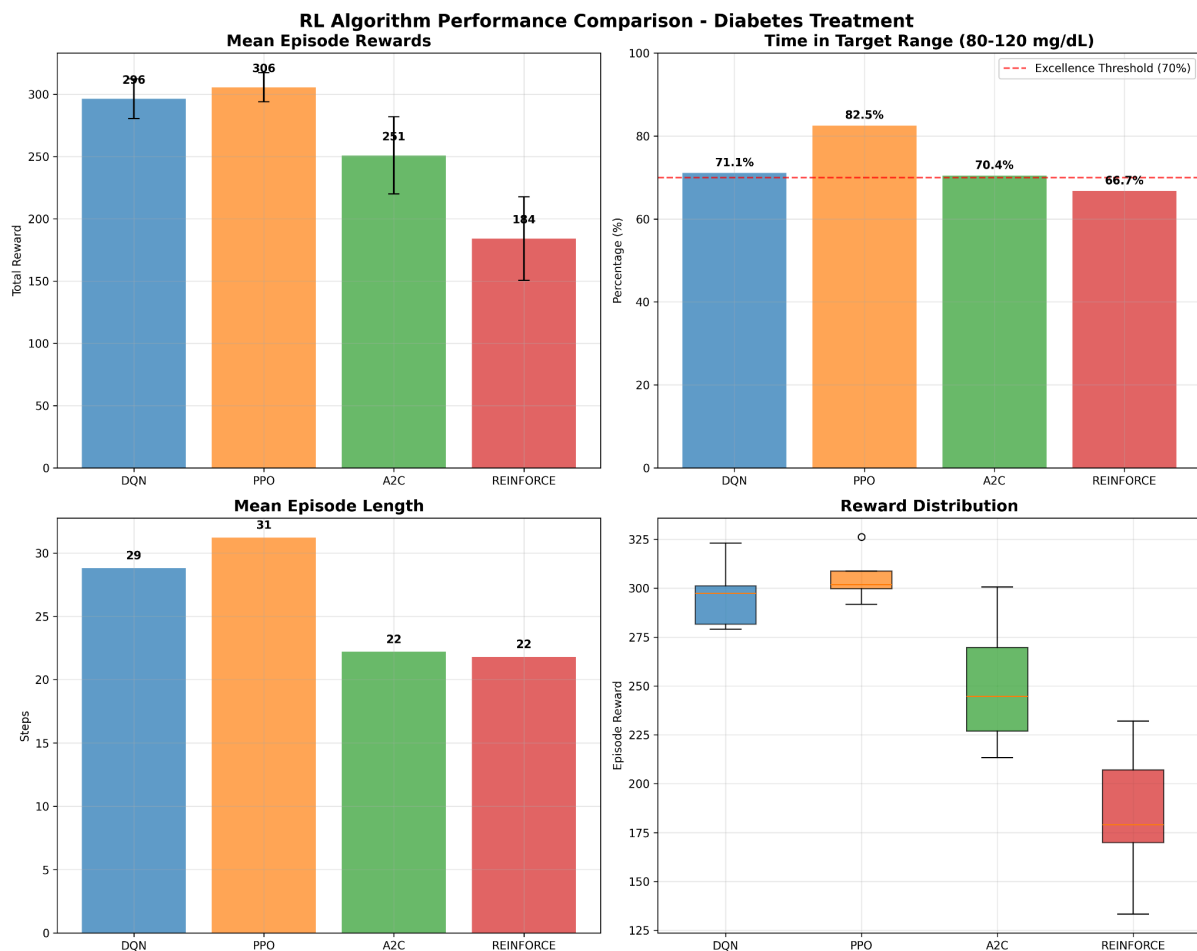 RL Algorithm Performance Comparison - Diabetes Treatment
Mean Episode Rewards
Total Reward
300
250
200
150
100
50
0
296
306
251
184
DQN
PPO
A2C
REINFORCE
Time in Target Range (80-120 mg/dL)
Excellence Threshold (70%)
Percentage (%)
100
80
60
40
20
0
71.1%
82.5%
70.4%
66.7%
DQN
PPO
A2C
REINFORCE
Mean Episode Length
Steps
30
25
20
15
10
5
0
29
31
22
22
DQN
PPO
A2C
REINFORCE
Reward Distribution
Episode Reward
325
300
275
250
225
200
175
150
125
DQN
PPO
A2C
REINFORCE